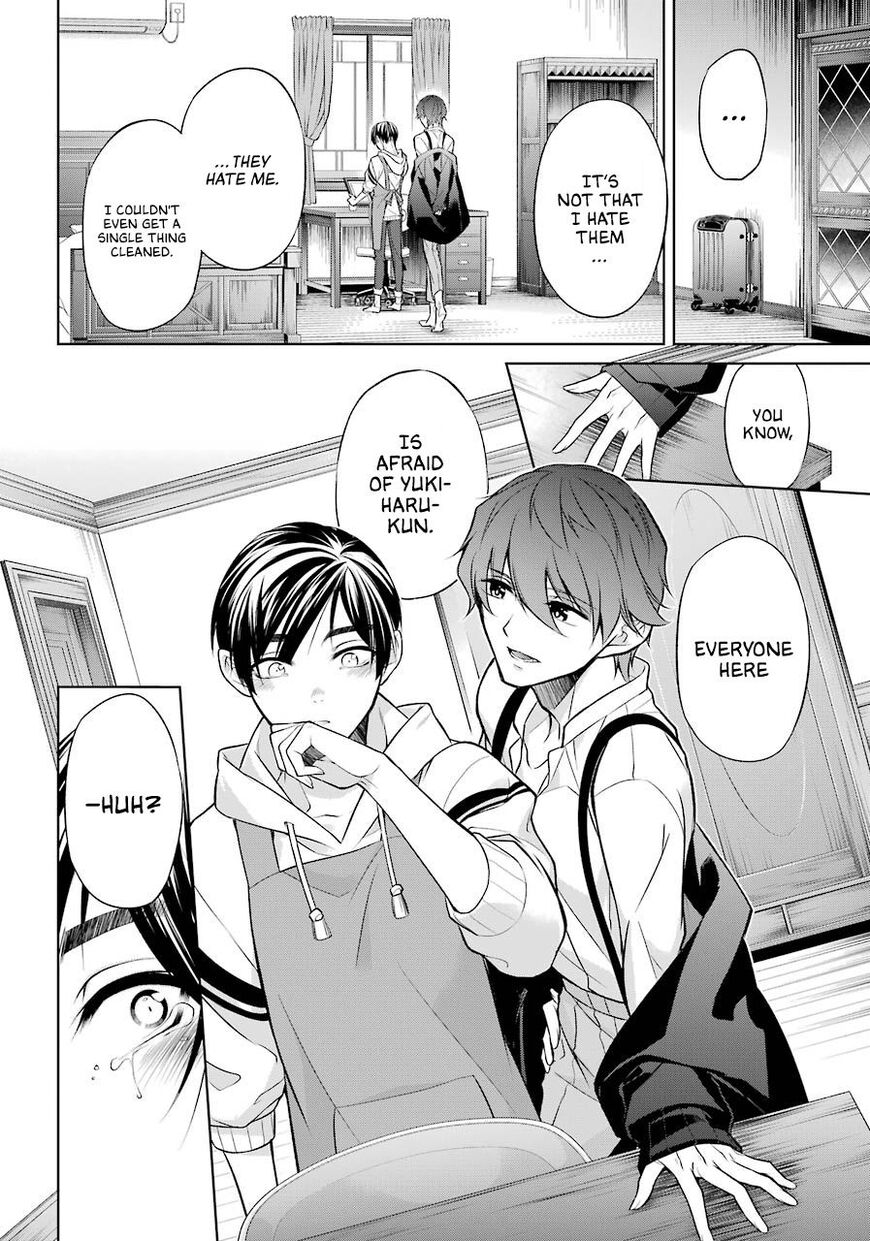 ...
IT'S
NOT THAT
I HATE
THEM
...
...THEY
HATE ME.
I COULDN'T
EVEN GET A
SINGLE THING
CLEANED.
YOU
KNOW,
EVERYONE
HERE
IS
AFRAID
OF YUKI-
HARU-
KUN.
-HUH?